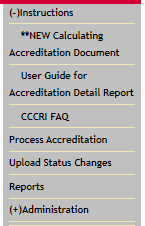 (-)Instructions
**NEW Calculating
Accreditation Document
User Guide for
Accreditation Detail Report
CCCRI FAQ
Process Accreditation
Upload Status Changes
Reports
(+)Administration